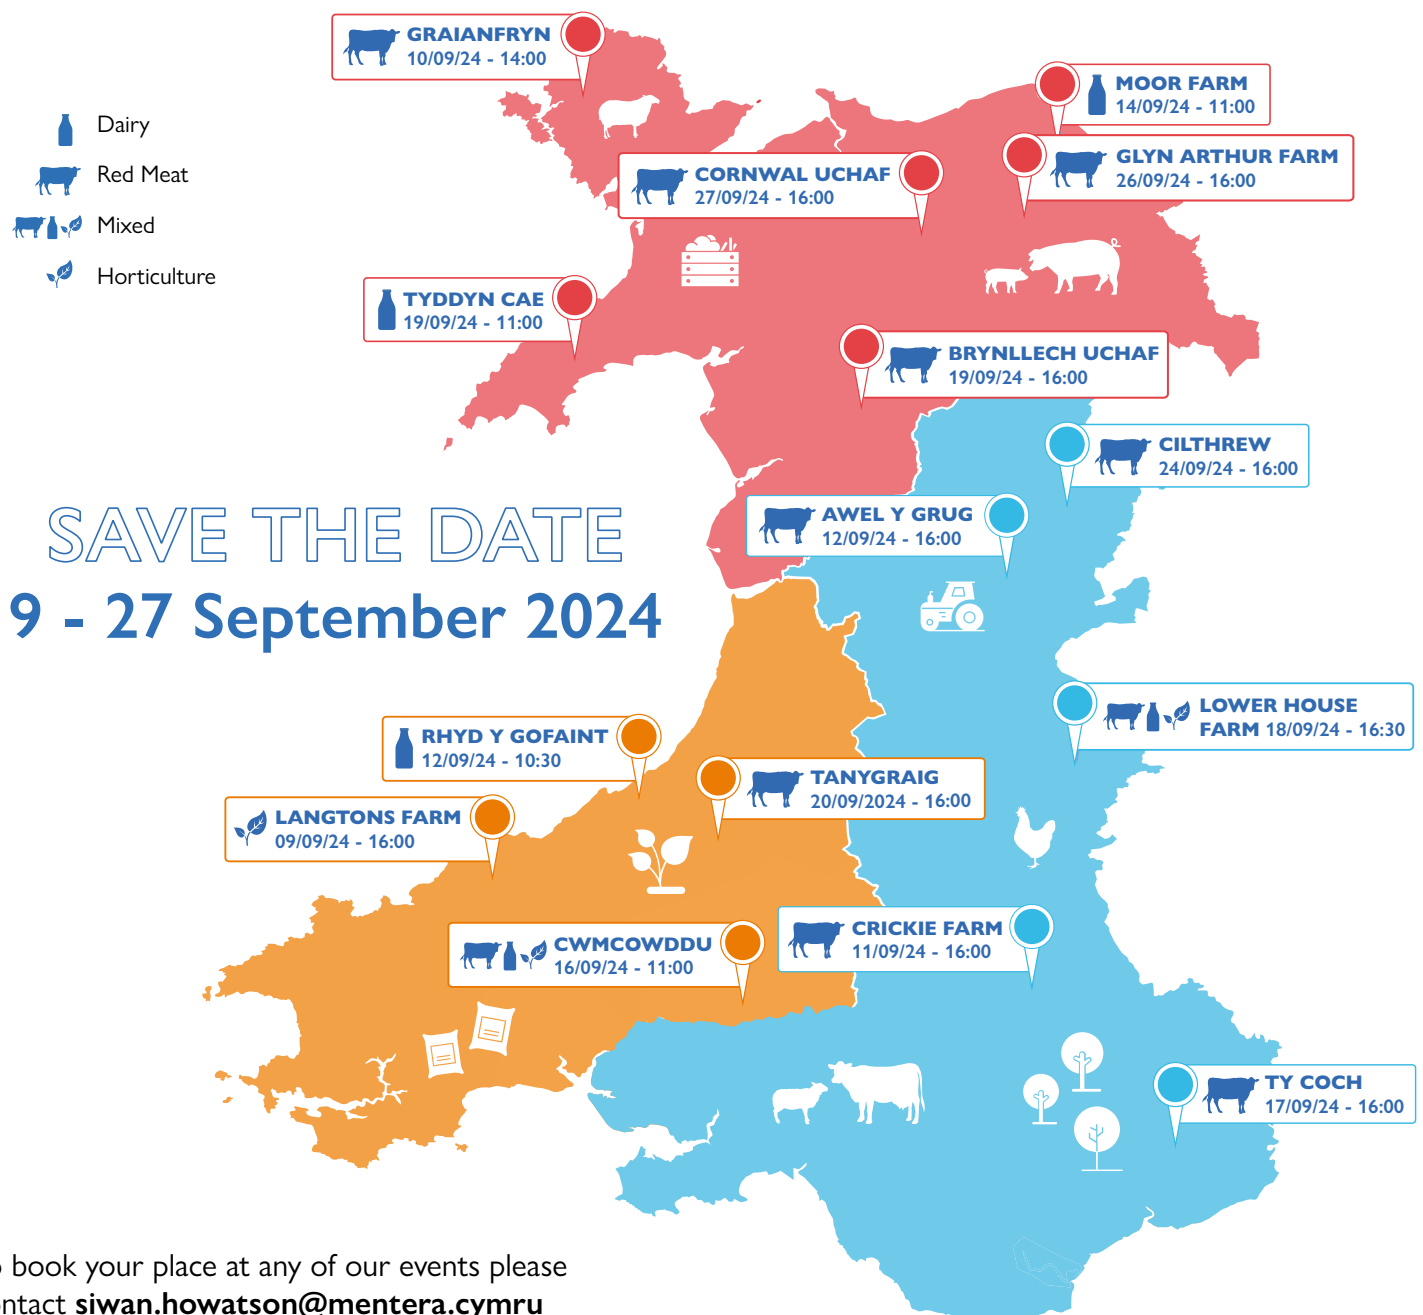 GRAIANFRYN
10/09/24 - 14:00
MOOR FARM
14/09/24 - 11:00
Dairy
Red Meat
Mixed
Horticulture
GLYN ARTHUR FARM
26/09/24 - 16:00
CORNWAL UCHAF
27/09/24 - 16:00
TYDDYN CAE
19/09/24 - 11:00
BRYNLLECH UCHAF
19/09/24 - 16:00
CILTHREW
24/09/24 - 16:00
AWEL Y GRUG
12/09/24 - 16:00
SAVE THE DATE
9 - 27 September 2024
LOWER HOUSE
FARM 18/09/24 - 16:30
RHYD Y GOFAINT
12/09/24 - 10:30
TANYGRAIG
20/09/2024 - 16:00
LANGTONS FARM
09/09/24 - 16:00
CRICKIE FARM
11/09/24 - 16:00
CWMCOWDDU
16/09/24 - 11:00
TY COCH
17/09/24 - 16:00
book your place at any of our events please
ontact siwan.howatson@mentera.cymru